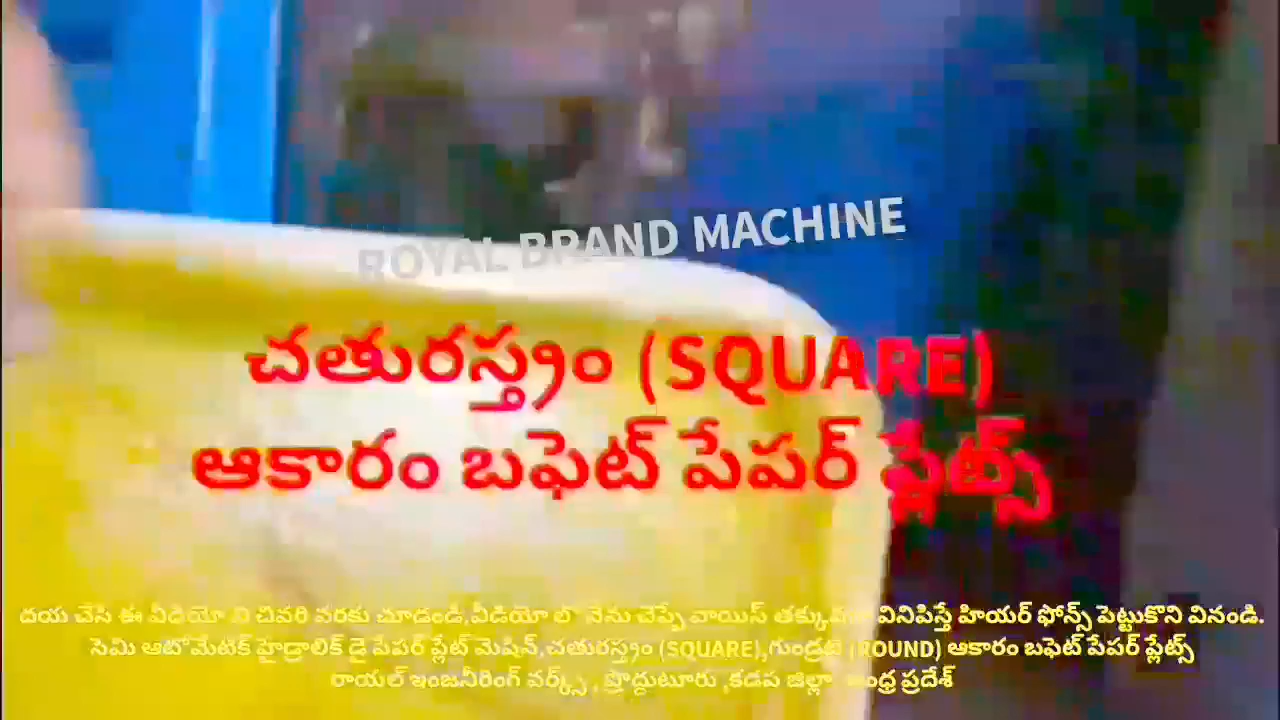 ROYAL BRAND MACHINE
చతురస్త్రం (SQUARE)
ఆకారం బఫెట్ పేపర్ ప్లేట్స్
దయ చేసి ఈ వీడియో ని చివరి వరకు చూడండి,వీడియో లో నేను చెప్పే వాయిస్ తక్కువగా వినిపిస్తే హియర్ ఫోన్స్ పెట్టుకొని వినండి.
సెమి ఆటోమేటిక్ హైడ్రాలిక్ డై పేపర్ ప్లేట్ మెషిన్,చతురస్త్రం (SQUARE),గుండ్రటి (ROUND) ఆకారం బఫెట్ పేపర్ ప్లేట్స్
రాయల్ ఇంజనీరింగ్ వర్క్స్ , ప్రొద్దుటూరు ,కడప జిల్లా ,ఆంధ్ర ప్రదేశ్